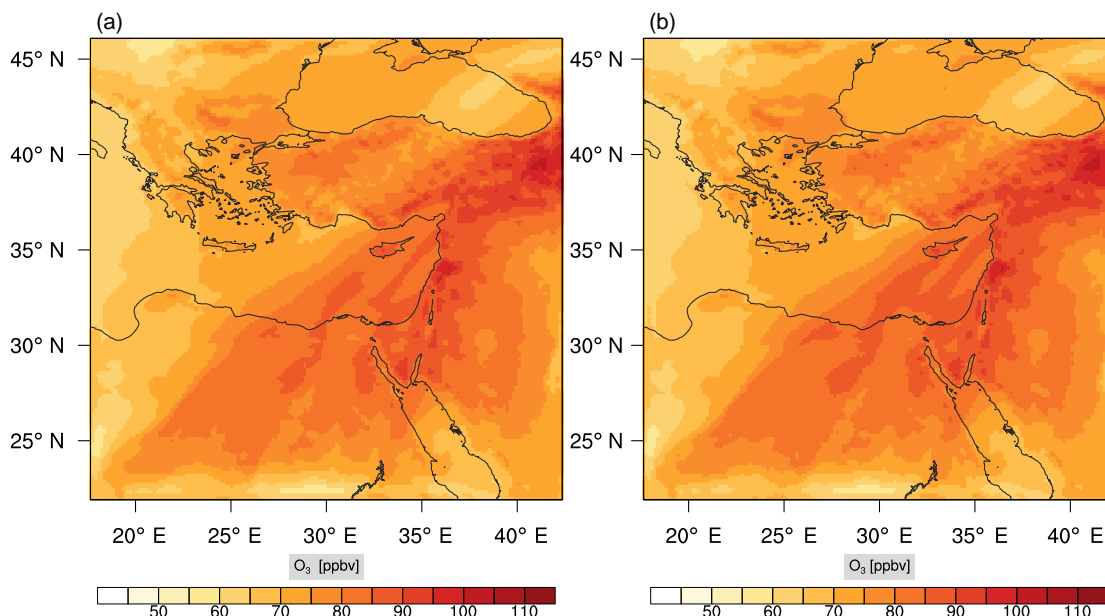 (a) (b)
45° N 45° N
40° N 40° N
35° N 35° N
30° N 30° N
25° N 25° N
20° E 25° E 30° E 35° E 40° E 20° E 25° E 30° E 35° E 40° E
O₃ [ppbv] O₃ [ppbv]
50 60 70 80 90 100 110 50 60 70 80 90 100 110